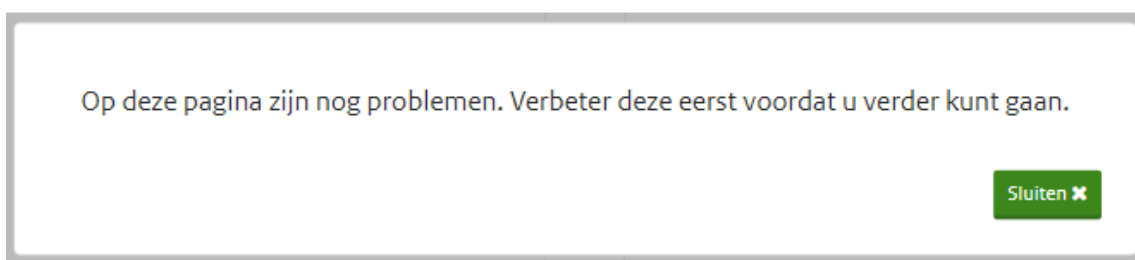 Op deze pagina zijn nog problemen. Verbeter deze eerst voordat u verder kunt gaan.
Sluiten ✖